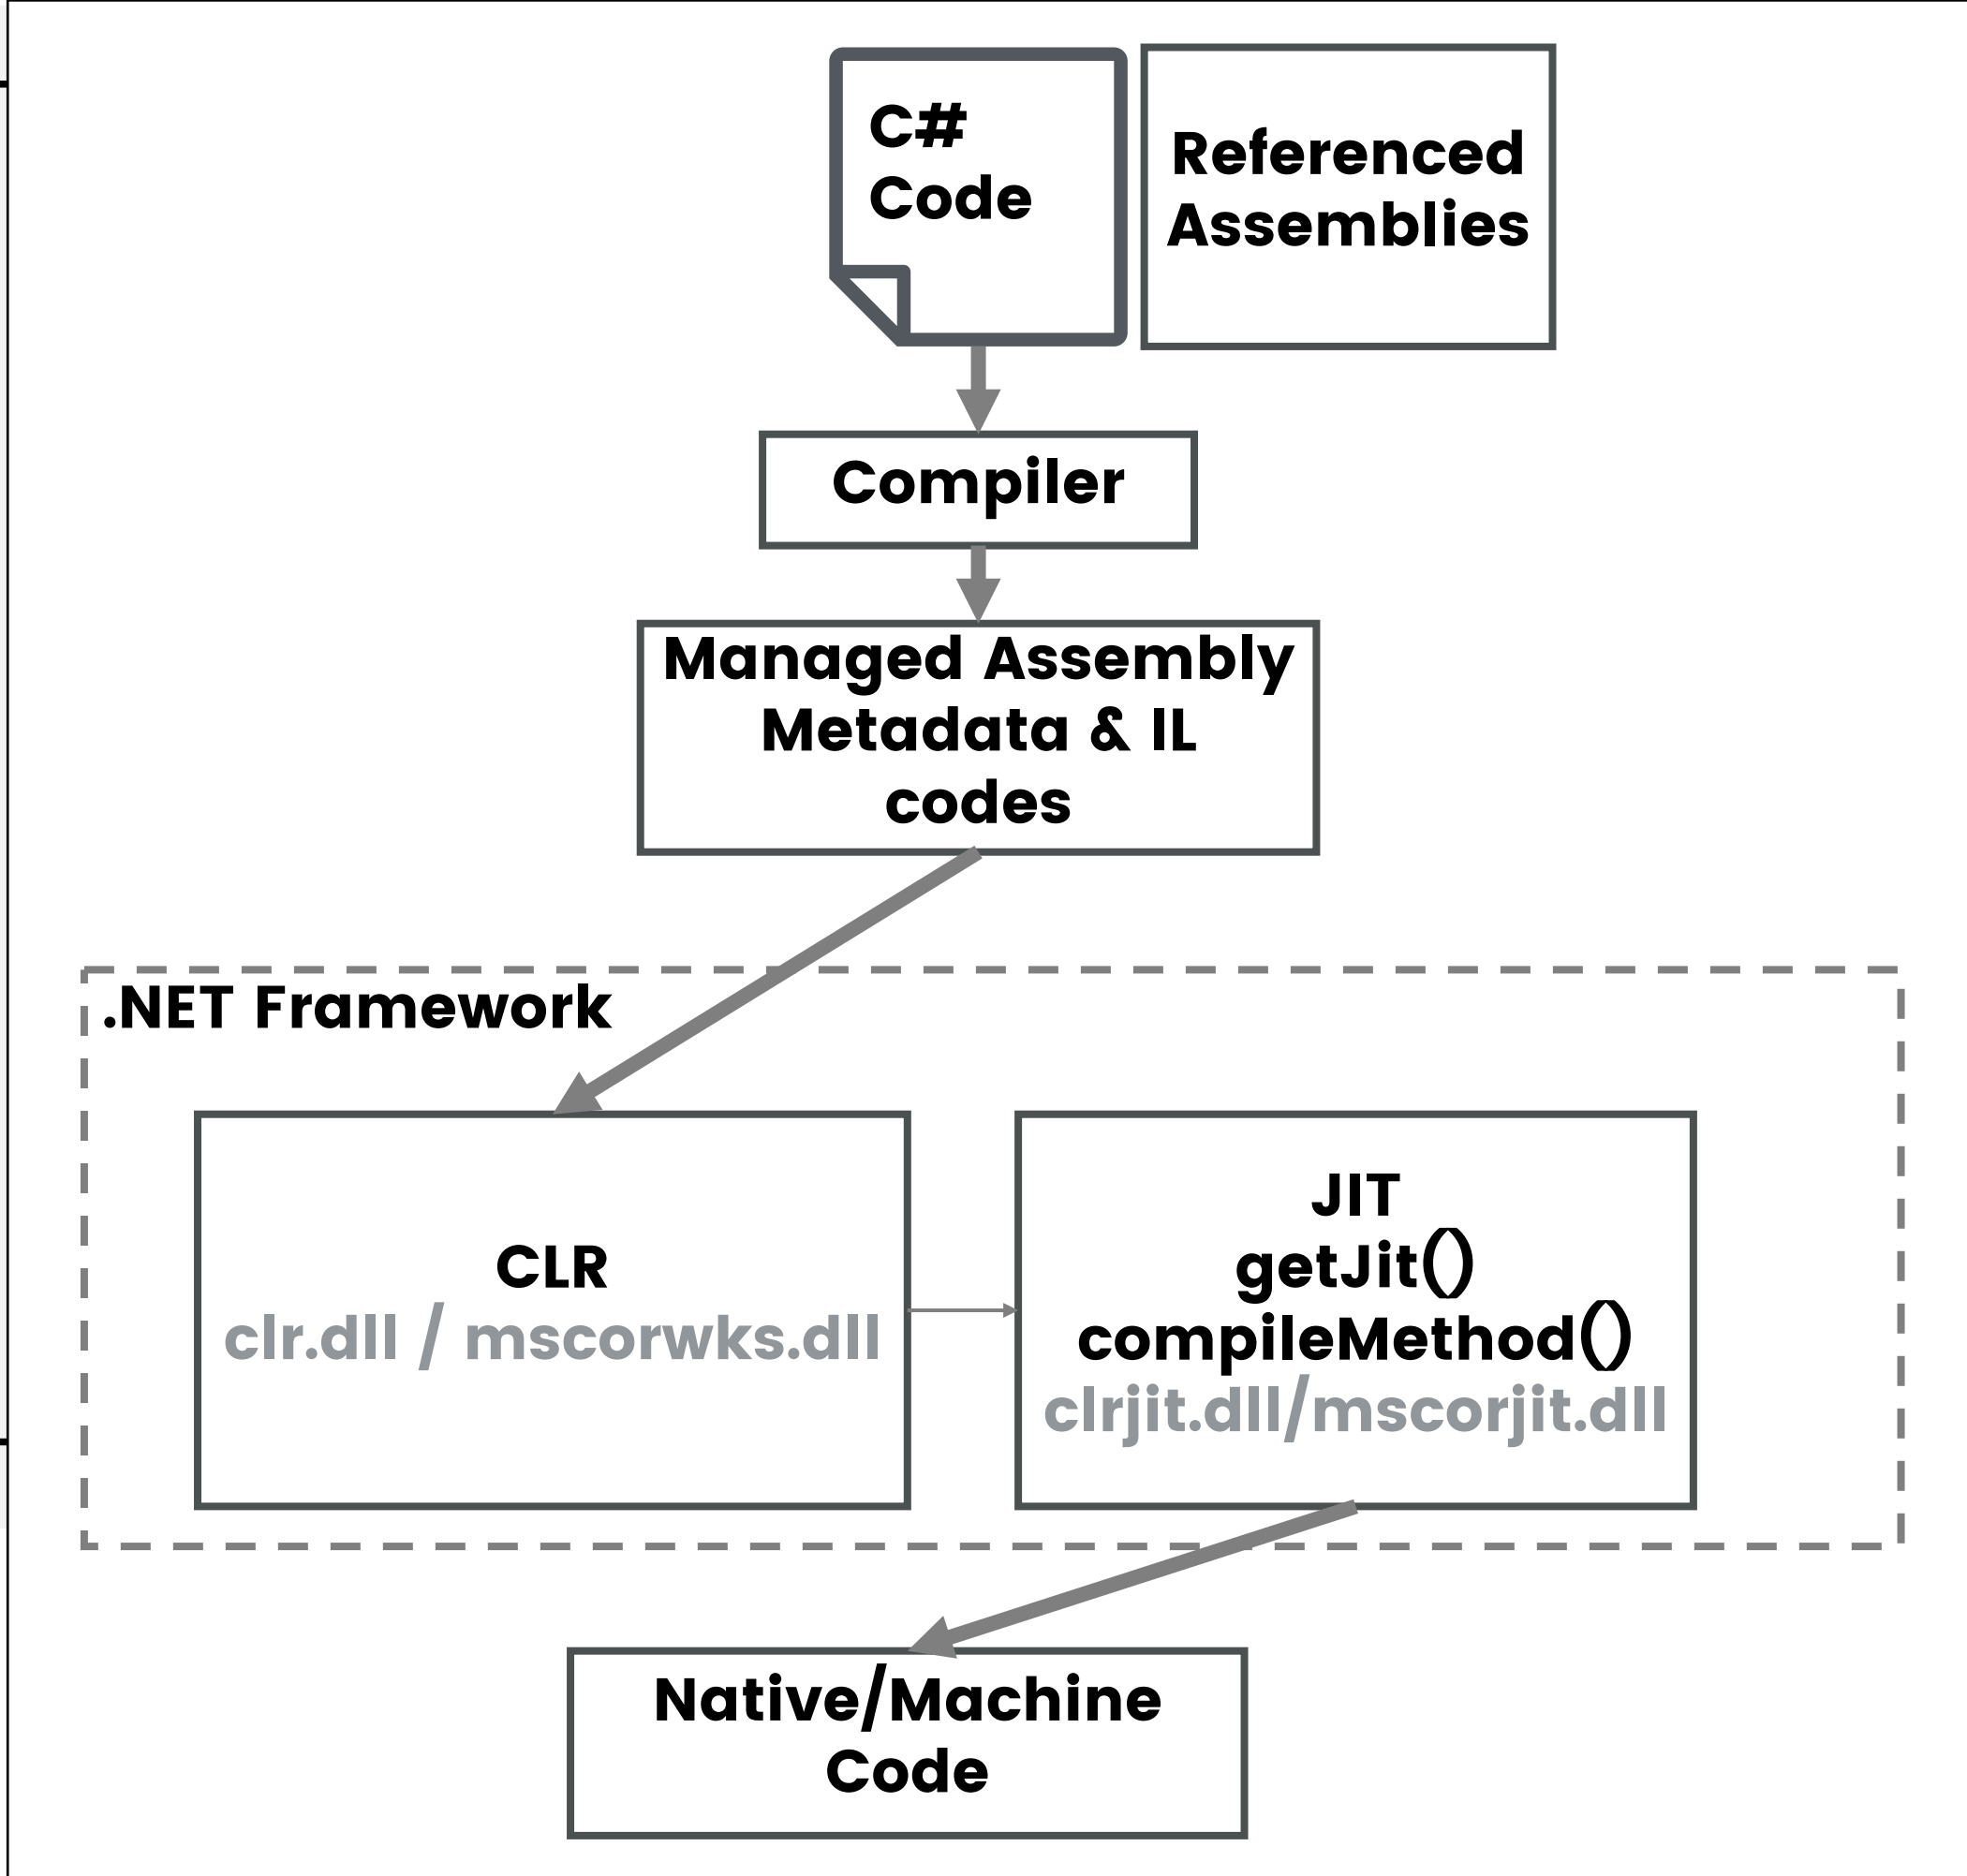 C#
Code
Referenced
Assemblies
Compiler
Managed Assembly
Metadata & IL
codes
.NET Framework
CLR
clr.dll / mscorwks.dll
JIT
getJit()
compileMethod()
clrjit.dll/mscorjit.dll
Native/Machine
Code